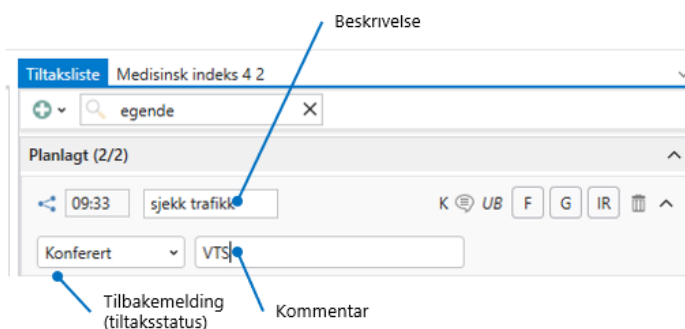 Beskrivelse
Tiltaksliste Medisinsk indeks 4 2
egende
Planlagt (2/2)
09:33 sjekk trafikk K UB F G IR
Konferert VTS
Tilbakemelding
(tiltaksstatus)
Kommentar